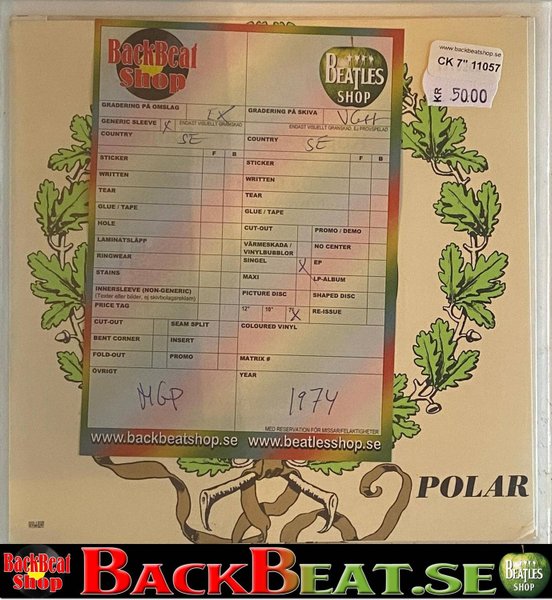 www.backbeatshop.se
CK 7" 11057
KR 50.00
BackBeat
Shop
BEATLES
SHOP
GRADERING PÅ OMSLAG EX
ENDAST VISUELLT GRANSKAD
GRADERING PÅ SKIVA VG++
ENDAST VISUELLT GRANSKAD, EJ PROVSPELAD
GENERIC SLEEVE X
COUNTRY SE
COUNTRY SE
F B
F B
STICKER
WRITTEN
TEAR
GLUE / TAPE
HOLE
LAMINATSLÄPP
RINGWEAR
STAINS
INNERSLEEVE (NON-GENERIC)
(Texter eller bilder, ej skivbolagsreklam)
PRICE TAG
CUT-OUT SEAM SPLIT
BENT CORNER INSERT
FOLD-OUT PROMO
ÖVRIGT
MGP
STICKER
WRITTEN
TEAR
GLUE / TAPE
CUT-OUT PROMO / DEMO
VÄRMESKADA / VINYLBUBBLOR NO CENTER
SINGEL X EP
MAXI LP-ALBUM
PICTURE DISC SHAPED DISC
12" 10" 7" X RE-ISSUE
COLOURED VINYL
MATRIX #
YEAR
1974
MED RESERVATION FÖR MISSAR/FELAKTIGHETER
www.backbeatshop.se www.beatlesshop.se
POLAR
BackBeat
Shop
BACKBEAT.SE
BEATLES
SHOP